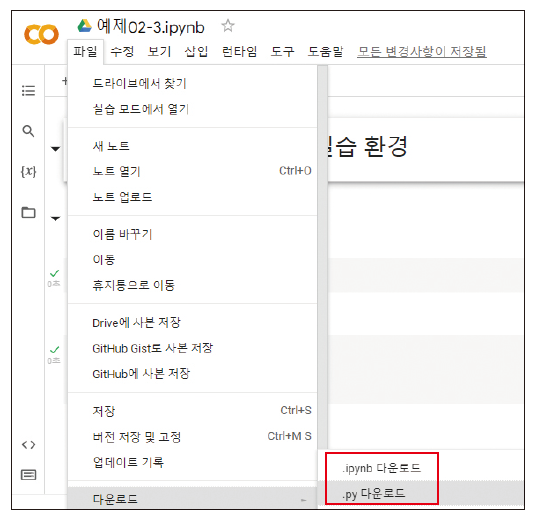 예제02-3.ipynb
파일 수정 보기 삽입 런타임 도구 도움말 모든 변경사항이 저장됨
드라이브에서 찾기
실습 모드에서 열기
습 환경
새 노트
노트 열기 Ctrl+O
{x}
노트 업로드
이름 바꾸기
이동
휴지통으로 이동
0초
Drive에 사본 저장
GitHub Gist로 사본 저장
0초
GitHub에 사본 저장
저장 Ctrl+S
버전 저장 및 고정 Ctrl+M S
업데이트 기록
.ipynb 다운로드
다운로드
.py 다운로드